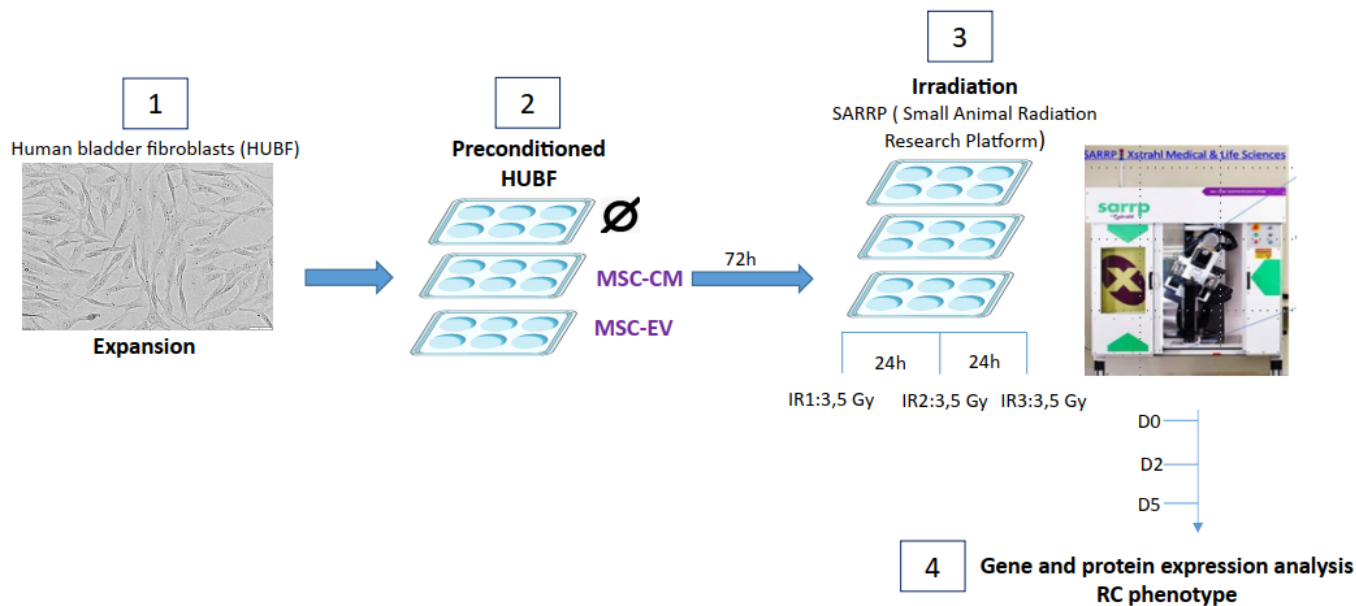 1
Human bladder fibroblasts (HUBF)
Expansion
2
Preconditioned
HUBF
Ø
MSC-CM
MSC-EV
72h
3
Irradiation
SARRP ( Small Animal Radiation
Research Platform)
24h
24h
IR1:3,5 Gy
IR2:3,5 Gy
IR3:3,5 Gy
SARRP Xstrahl Medical & Life Sciences
sarrp
X
D0
D2
D5
4
Gene and protein expression analysis
RC phenotype